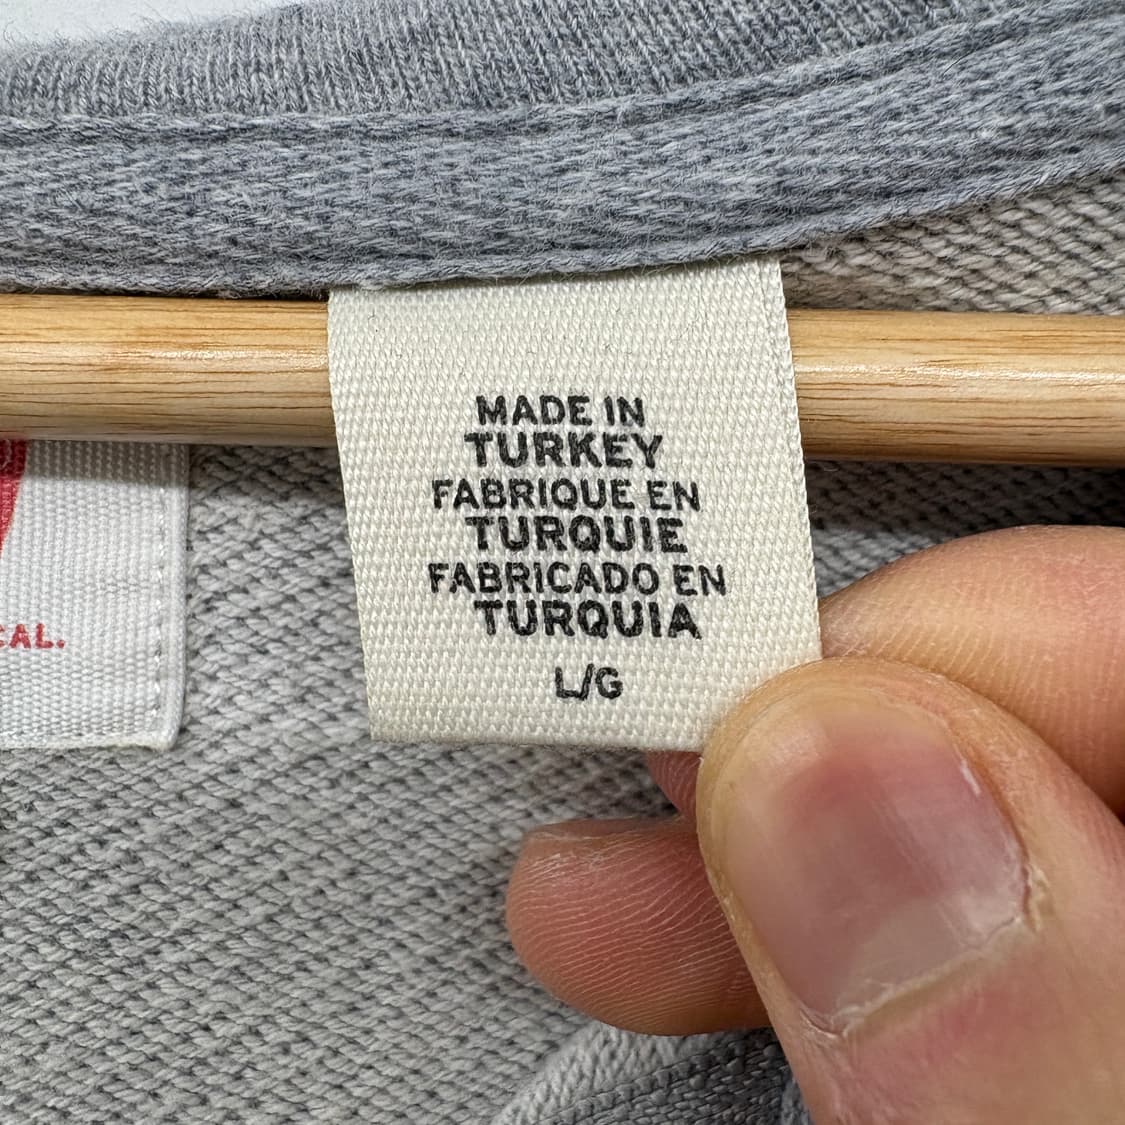 MADE IN
TURKEY
FABRIQUE EN
TURQUIE
FABRICADO EN
TURQUIA
L/G
CAL.